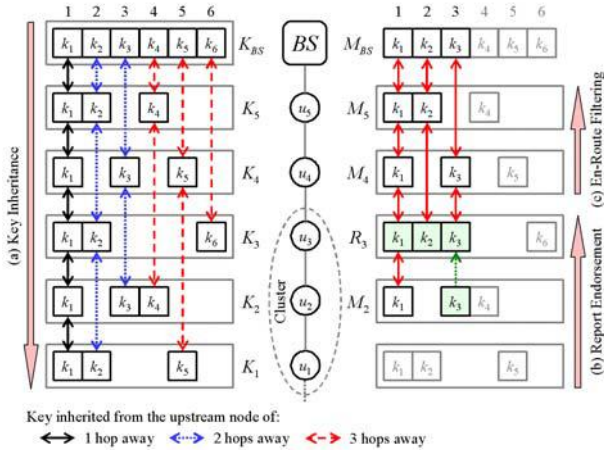 1 2 3 4 5 6 1 2 3 4 5 6
k1 k2 k3 k4 k5 k6 KBS BS MBS k1 k2 k3 k4 k5 k6
k1 k2 k4 K5 u5 M5 k1 k2 k4
k1 k3 k5 K4 u4 M4 k1 k3 k5
k1 k2 k6 K3 u3 R3 k1 k2 k3 k6
k1 k3 k4 K2 u2 M2 k1 k3 k4
k1 k2 k5 K1 u1 k1 k2 k5
(a) Key Inheritance
Cluster
(c) En-Route Filtering
(b) Report Endorsement
Key inherited from the upstream node of:
1 hop away 2 hops away 3 hops away